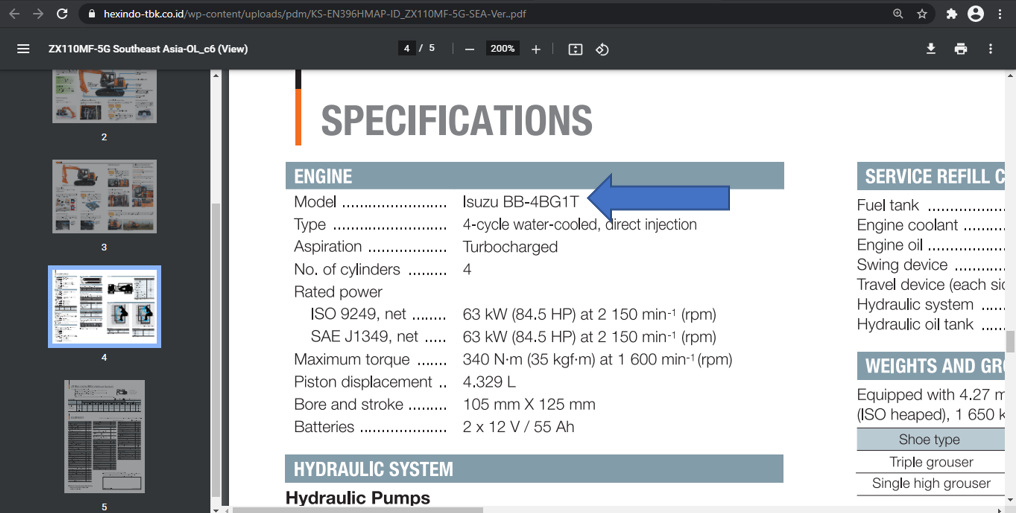 hexindo-tbk.co.id/wp-content/uploads/pdm/KS-EN396HMAP-ID_ZX110MF-5G-SEA-Ver..pdf
ZX110MF-5G Southeast Asia-OL_c6 (View)
4 / 5
200%
2
3
4
5
SPECIFICATIONS
ENGINE
Model ........................ Isuzu BB-4BG1T
Type .......................... 4-cycle water-cooled, direct injection
Aspiration .................. Turbocharged
No. of cylinders ......... 4
Rated power
ISO 9249, net ........ 63 kW (84.5 HP) at 2 150 min-1 (rpm)
SAE J1349, net ..... 63 kW (84.5 HP) at 2 150 min-1 (rpm)
Maximum torque ....... 340 N·m (35 kgf·m) at 1 600 min-1 (rpm)
Piston displacement .. 4.329 L
Bore and stroke ......... 105 mm X 125 mm
Batteries .................... 2 x 12 V / 55 Ah
HYDRAULIC SYSTEM
Hydraulic Pumps
SERVICE REFILL C
Fuel tank ..................
Engine coolant ..........
Engine oil .................
Swing device ............
Travel device (each sid
Hydraulic system ......
Hydraulic oil tank ......
WEIGHTS AND GR
Equipped with 4.27 m
(ISO heaped), 1 650 k
Shoe type
Triple grouser
Single high grouser